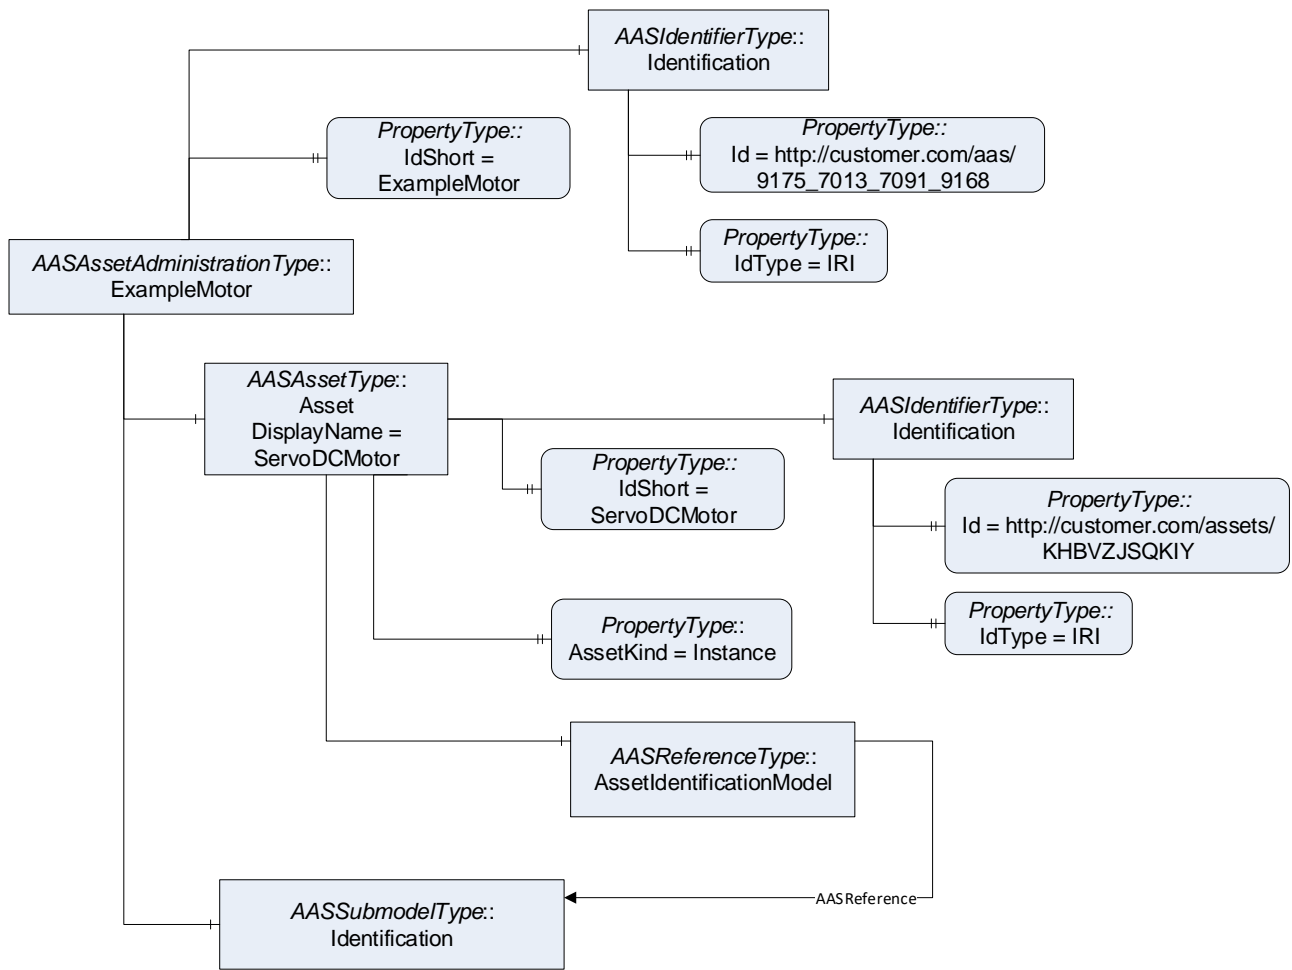 AASIdentifierType::
Identification
PropertyType::
IdShort =
ExampleMotor
PropertyType::
Id = http://customer.com/aas/
9175_7013_7091_9168
PropertyType::
IdType = IRI
AASAssetAdministrationType::
ExampleMotor
AASAssetType::
Asset
DisplayName =
ServoDCMotor
AASIdentifierType::
Identification
PropertyType::
IdShort =
ServoDCMotor
PropertyType::
Id = http://customer.com/assets/
KHBVZJSQKIY
PropertyType::
IdType = IRI
PropertyType::
AssetKind = Instance
AASReferenceType::
AssetIdentificationModel
AASReference
AASSubmodelType::
Identification